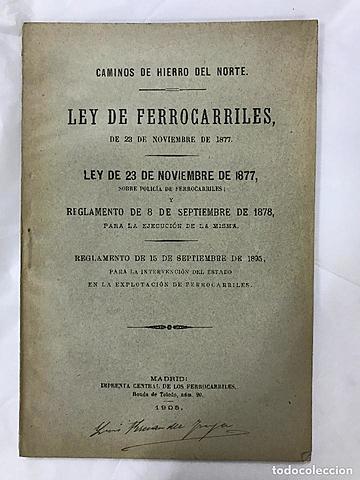 CAMINOS DE HIERRO DEL NORTE.
LEY DE FERROCARRILES,
DE 23 DE NOVIEMBRE DE 1877.
LEY DE 23 DE NOVIEMBRE DE 1877,
SOBRE POLICÍA DE FERROCARRILES;
Y
REGLAMENTO DE 8 DE SEPTIEMBRE DE 1878,
PARA LA EJECUCIÓN DE LA MISMA.
REGLAMENTO DE 15 DE SEPTIEMBRE DE 1895,
PARA LA INTERVENCIÓN DEL ESTADO
EN LA EXPLOTACIÓN DE FERROCARRILES.
MADRID:
IMPRENTA CENTRAL DE LOS FERROCARRILES,
Ronda de Toledo, núm. 20.
1905.
todocoleccion